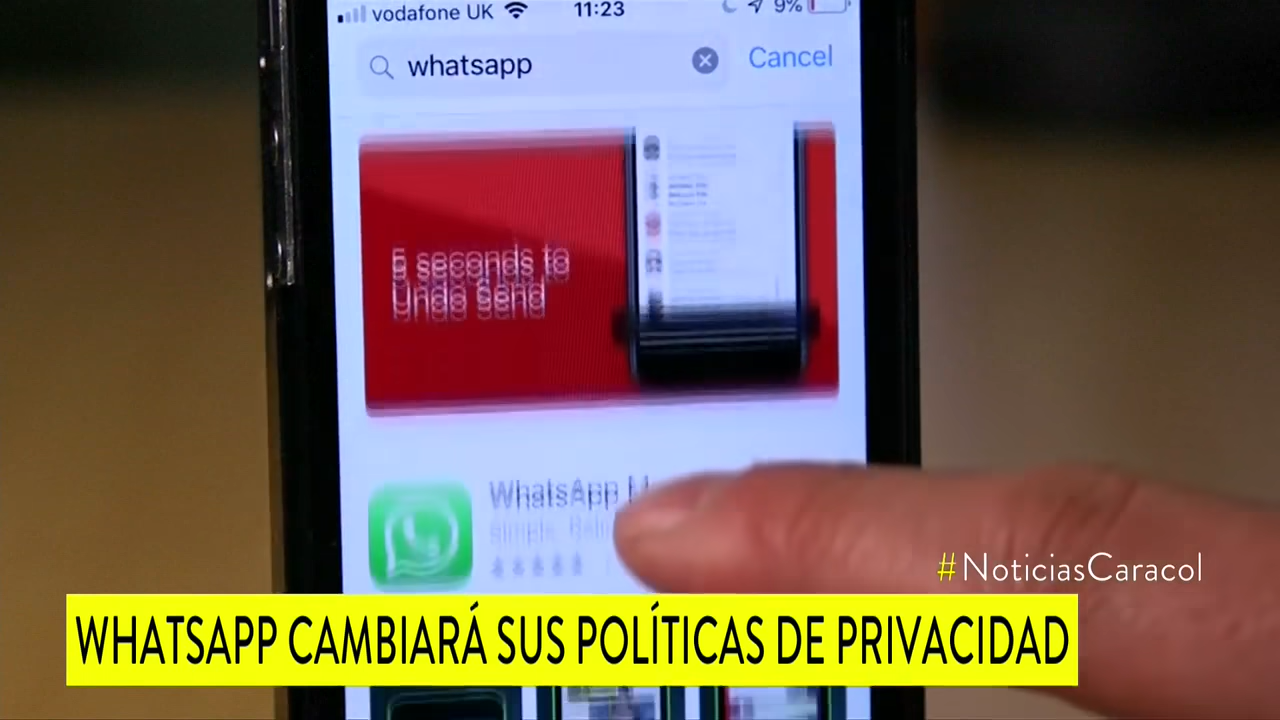 vodafone UK 11:23 9%
whatsapp Cancel
5 seconds to
Undo Send
WhatsApp
Simple.
#NoticiasCaracol
WHATSAPP CAMBIARÁ SUS POLÍTICAS DE PRIVACIDAD